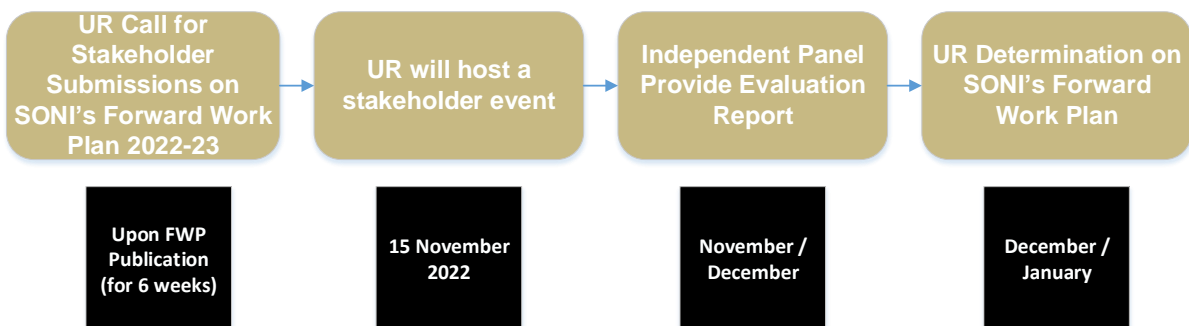 UR Call for
Stakeholder
Submissions on
SONI's Forward Work
Plan 2022-23
UR will host a
stakeholder event
Independent Panel
Provide Evaluation
Report
UR Determination on
SONI's Forward
Work Plan
Upon FWP
Publication
(for 6 weeks)
15 November
2022
November /
December
December /
January